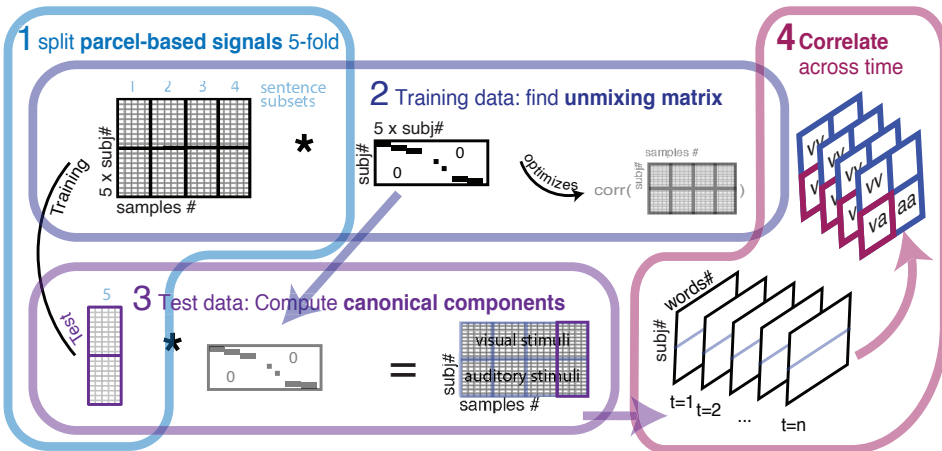 1 split parcel-based signals 5-fold
1 2 3 4
sentence
subsets
5 x subj#
samples #
*
Training
2 Training data: find unmixing matrix
5 x subj#
subj#
0
0
optimizes
samples #
subj#
corr( )
3 Test data: Compute canonical components
5
Test
*
0
0
=
visual stimuli
auditory stimuli
subj#
samples #
4 Correlate
across time
vv
vv
vv
vv
v
v
v
va
aa
words#
subj#
t=1
t=2
...
t=n